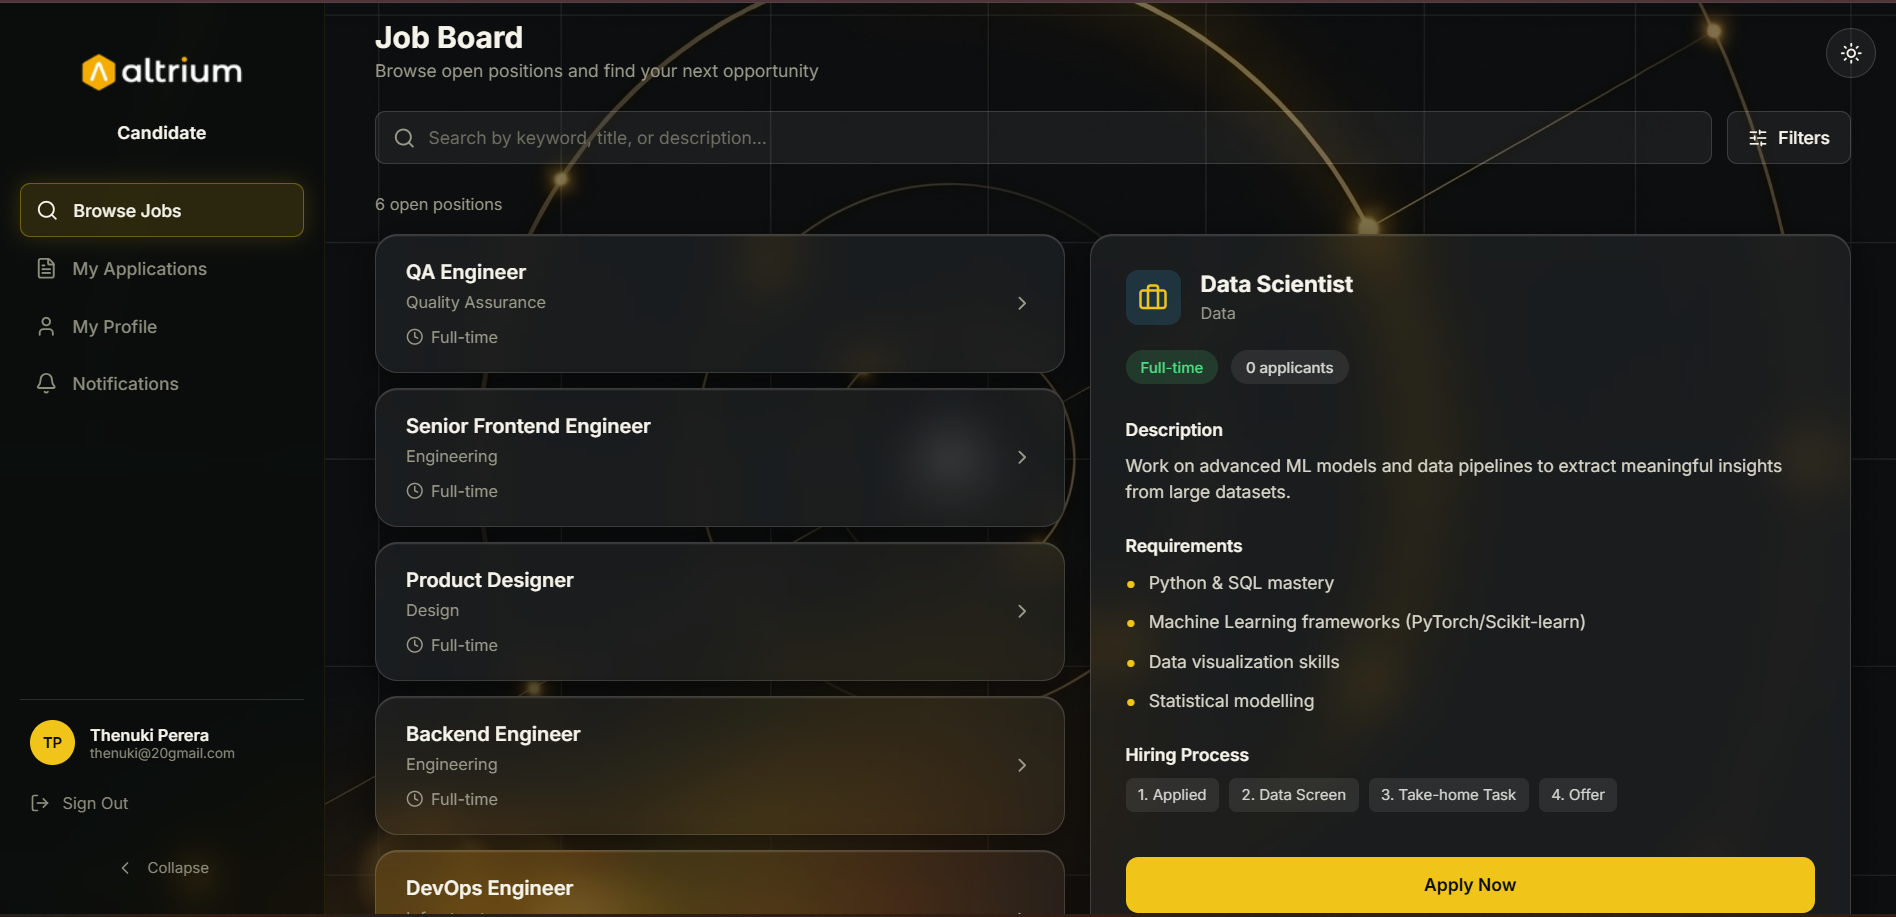 altrium
Candidate
Browse Jobs
My Applications
My Profile
Notifications
TP
Thenuki Perera
thenuki@20gmail.com
Sign Out
Collapse
Job Board
Browse open positions and find your next opportunity
Search by keyword, title, or description...
Filters
6 open positions
QA Engineer
Quality Assurance
Full-time
Senior Frontend Engineer
Engineering
Full-time
Product Designer
Design
Full-time
Backend Engineer
Engineering
Full-time
DevOps Engineer
Data Scientist
Data
Full-time
0 applicants
Description
Work on advanced ML models and data pipelines to extract meaningful insights
from large datasets.
Requirements
Python & SQL mastery
Machine Learning frameworks (PyTorch/Scikit-learn)
Data visualization skills
Statistical modelling
Hiring Process
1. Applied
2. Data Screen
3. Take-home Task
4. Offer
Apply Now